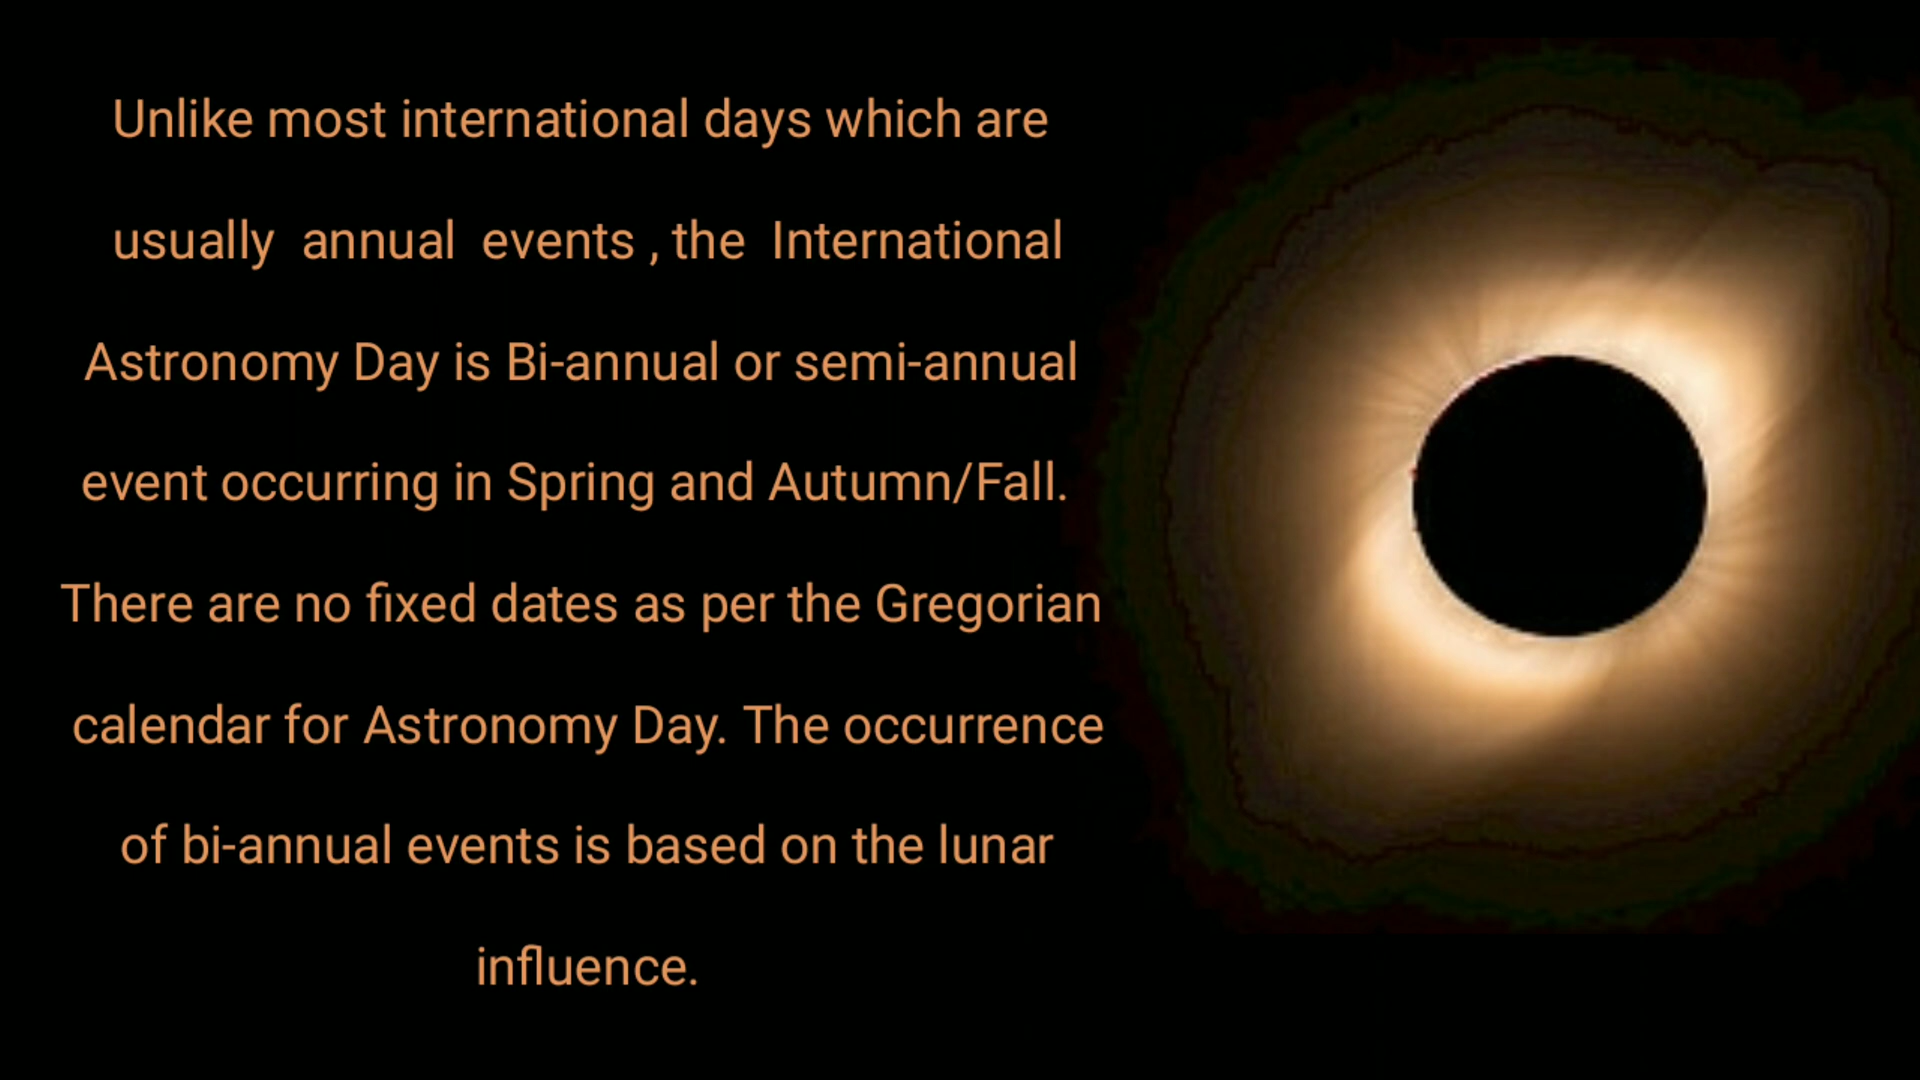 Unlike most international days which are
usually annual events , the International
Astronomy Day is Bi-annual or semi-annual
event occurring in Spring and Autumn/Fall.
There are no fixed dates as per the Gregorian
calendar for Astronomy Day. The occurrence
of bi-annual events is based on the lunar
influence.